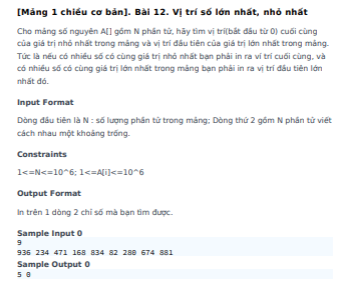 [Mảng 1 chiều cơ bản]. Bài 12. Vị trí số lớn nhất, nhỏ nhất
Cho mảng số nguyên A[] gồm N phần tử, hãy tìm vị trí(bắt đầu từ 0) cuối cùng
của giá trị nhỏ nhất trong mảng và vị trí đầu tiên của giá trị lớn nhất trong mảng.
Tức là nếu có nhiều số có cùng giá trị nhỏ nhất bạn phải in ra vị trí cuối cùng, và
có nhiều số có cùng giá trị lớn nhất trong mảng bạn phải in ra vị trí đầu tiên lớn
nhất đó.
Input Format
Dòng đầu tiên là N : số lượng phần tử trong mảng; Dòng thứ 2 gồm N phần tử viết
cách nhau một khoảng trống.
Constraints
1<=N<=10^6; 1<=A[i]<=10^6
Output Format
In trên 1 dòng 2 chỉ số mà bạn tìm được.
Sample Input 0
9
936 234 471 168 834 82 280 674 881
Sample Output 0
5 0